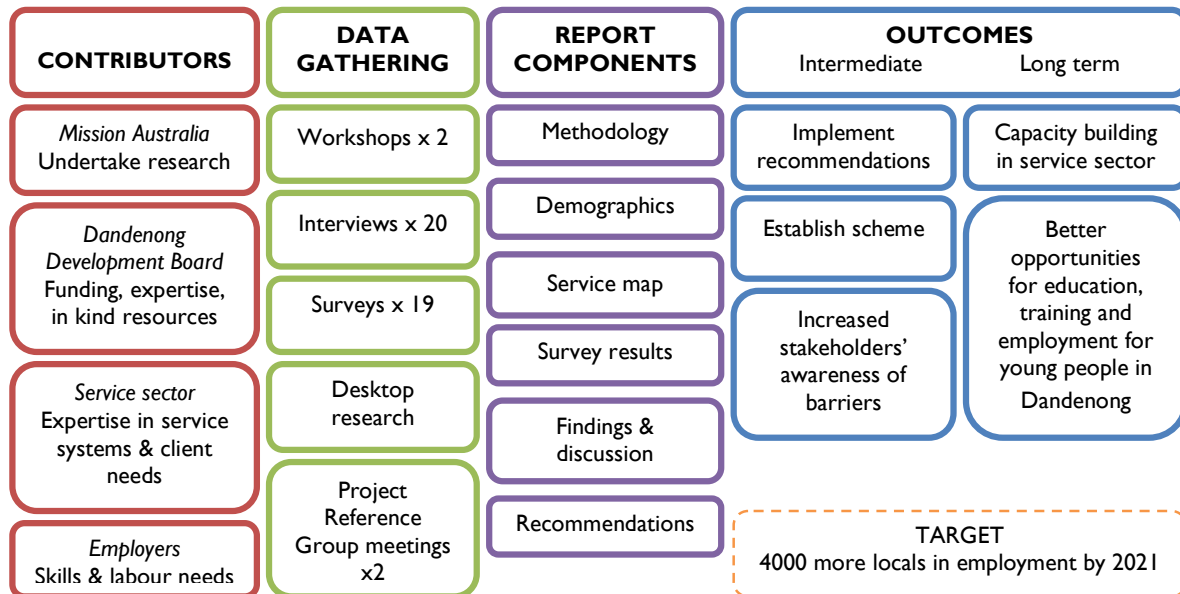 CONTRIBUTORS
Mission Australia
Undertake research
Dandenong
Development Board
Funding, expertise,
in kind resources
Service sector
Expertise in service
systems & client
needs
Employers
Skills & labour needs
DATA
GATHERING
Workshops x 2
Interviews x 20
Surveys x 19
Desktop
research
Project
Reference
Group meetings
x2
REPORT
COMPONENTS
Methodology
Demographics
Service map
Survey results
Findings &
discussion
Recommendations
OUTCOMES
Intermediate
Long term
Implement
recommendations
Establish scheme
Increased
stakeholders’
awareness of
barriers
Capacity building
in service sector
Better
opportunities
for education,
training and
employment for
young people in
Dandenong
TARGET
4000 more locals in employment by 2021